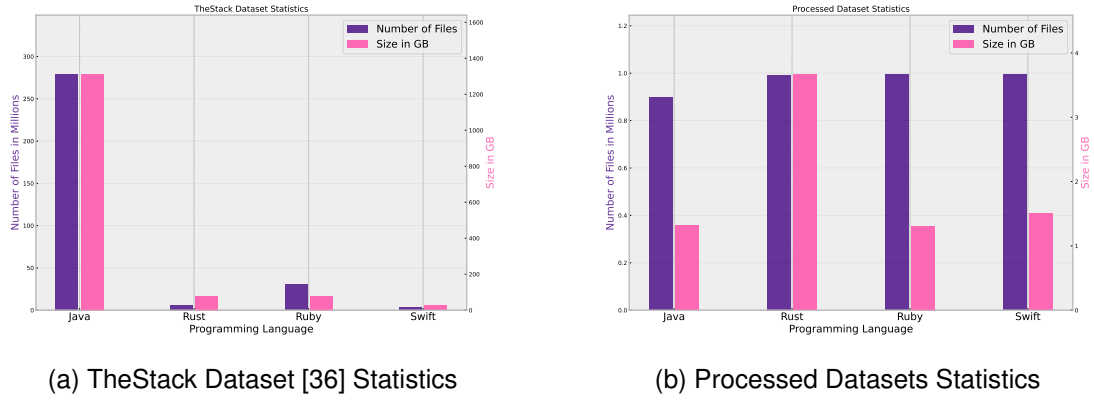 TheStack Dataset Statistics
Number of Files
Size in GB
Number of Files in Millions
300
250
200
150
100
50
0
1600
1400
1200
1000
800
600
400
200
0
Size in GB
Java Rust Ruby Swift
Programming Language
(a) TheStack Dataset [36] Statistics
Processed Dataset Statistics
Number of Files
Size in GB
Number of Files in Millions
1.2
1.0
0.8
0.6
0.4
0.2
0.0
4
3
2
1
0
Size in GB
Java Rust Ruby Swift
Programming Language
(b) Processed Datasets Statistics